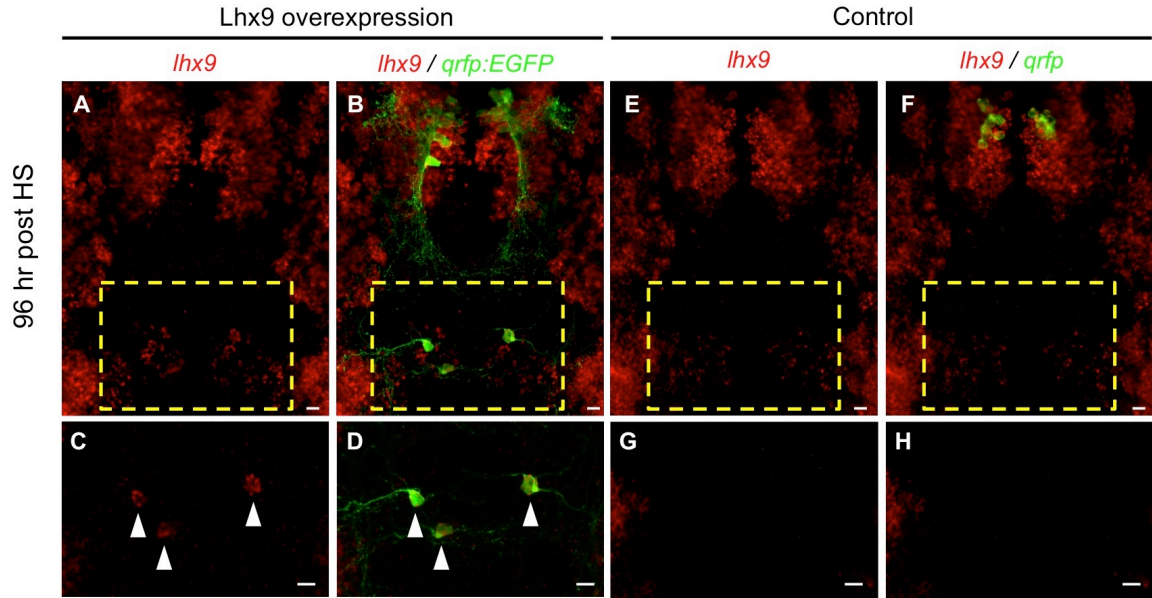 Lhx9 overexpression
Control
lhx9
lhx9 / qrfp:EGFP
lhx9
lhx9 / qrfp
96 hr post HS
A
B
E
F
C
D
G
H